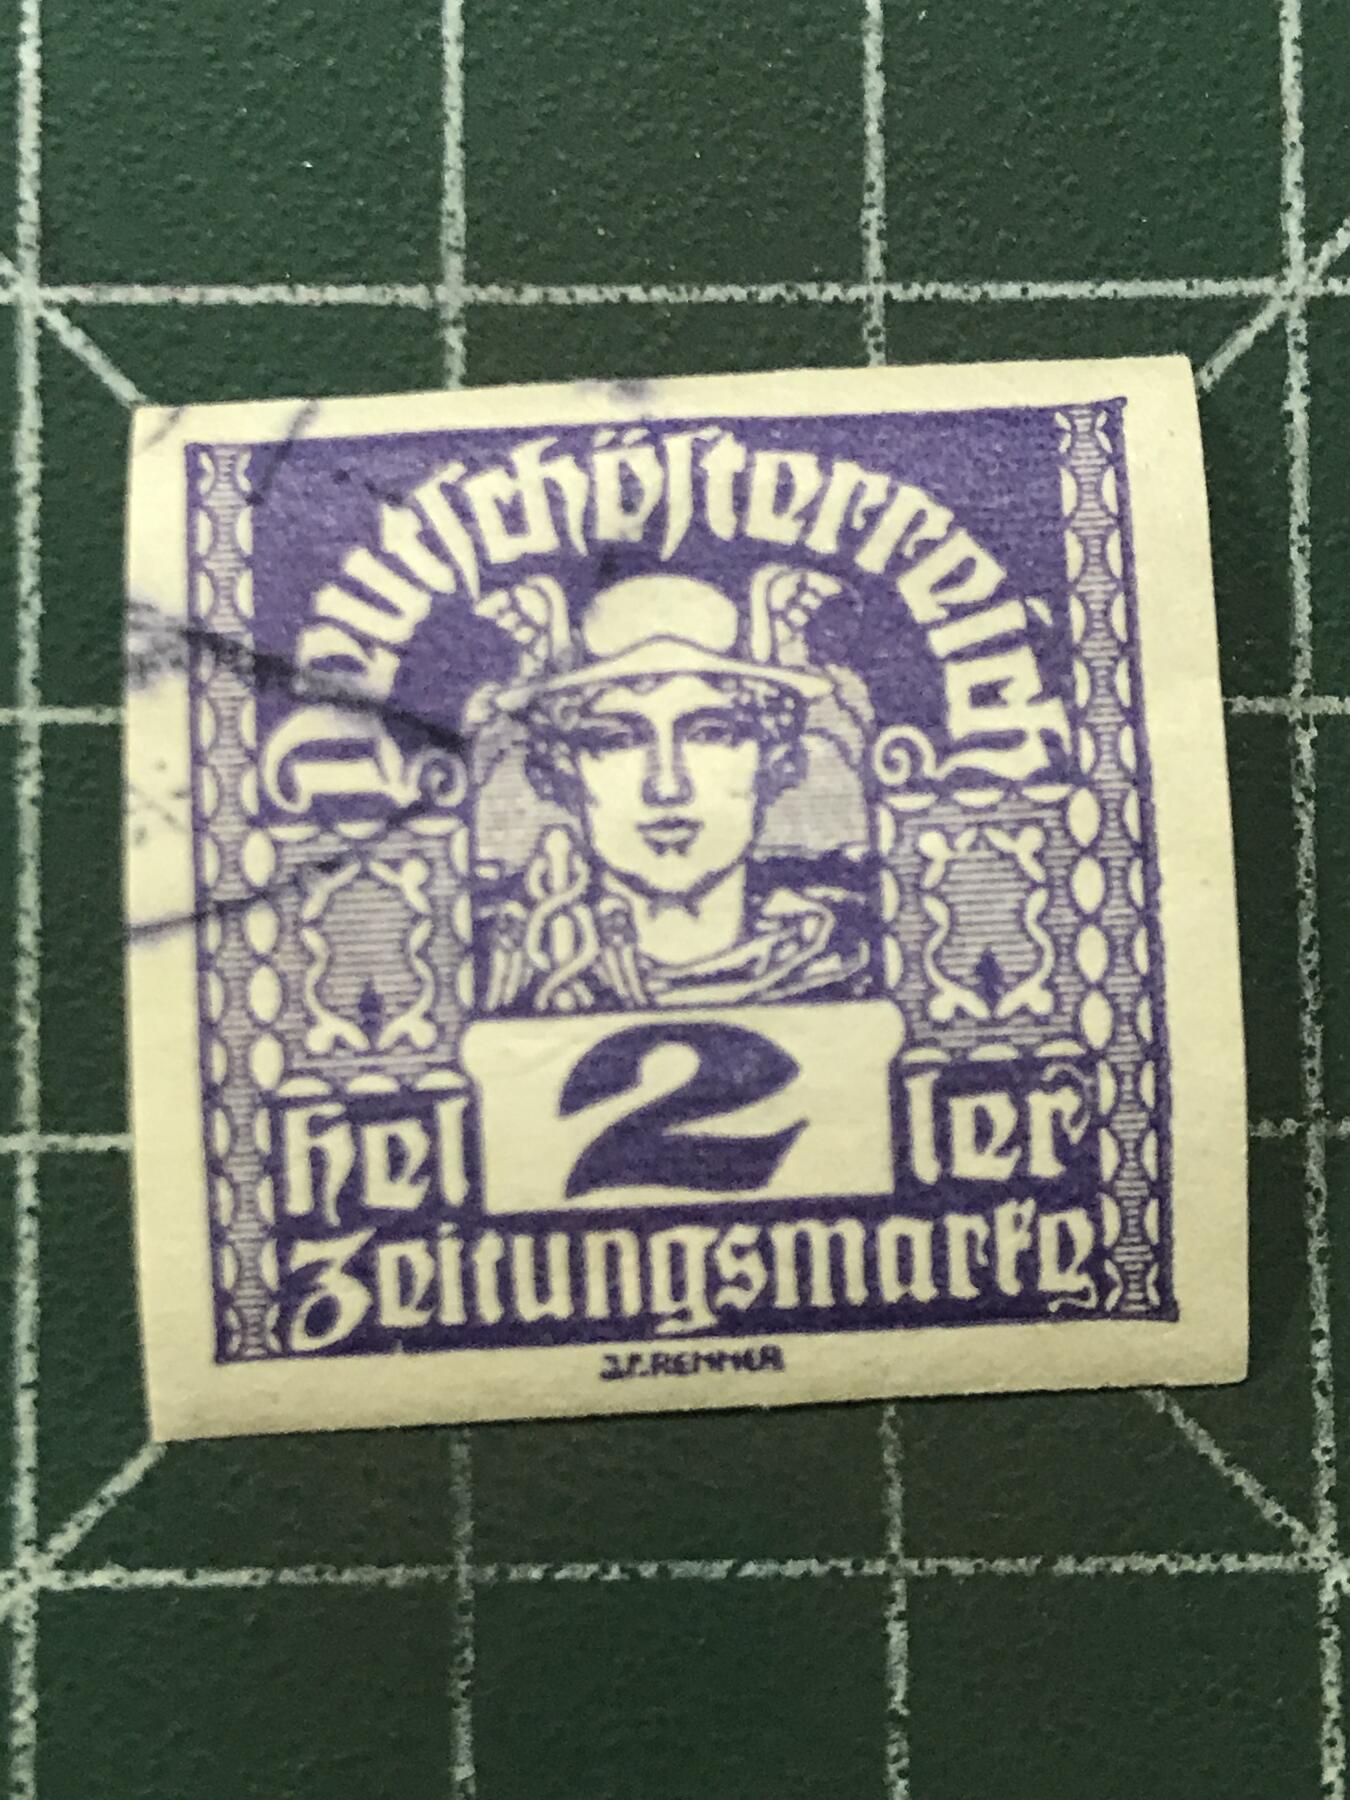 Deutschösterreich
Hel 2 ler
Zeitungsmarke
J.F.RENNER